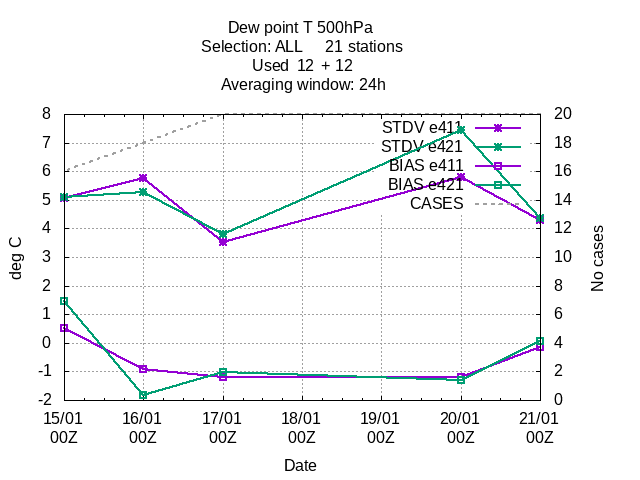 Dew point T 500hPa
Selection: ALL     21 stations
Used  12  + 12
Averaging window: 24h
8
7
6
5
4
3
2
1
0
-1
-2
deg C
20
18
16
14
12
10
8
6
4
2
0
No cases
STDV e411
STDV e421
BIAS e411
BIAS e421
CASES
15/01 16/01 17/01 18/01 19/01 20/01 21/01
00Z 00Z 00Z 00Z 00Z 00Z 00Z
Date